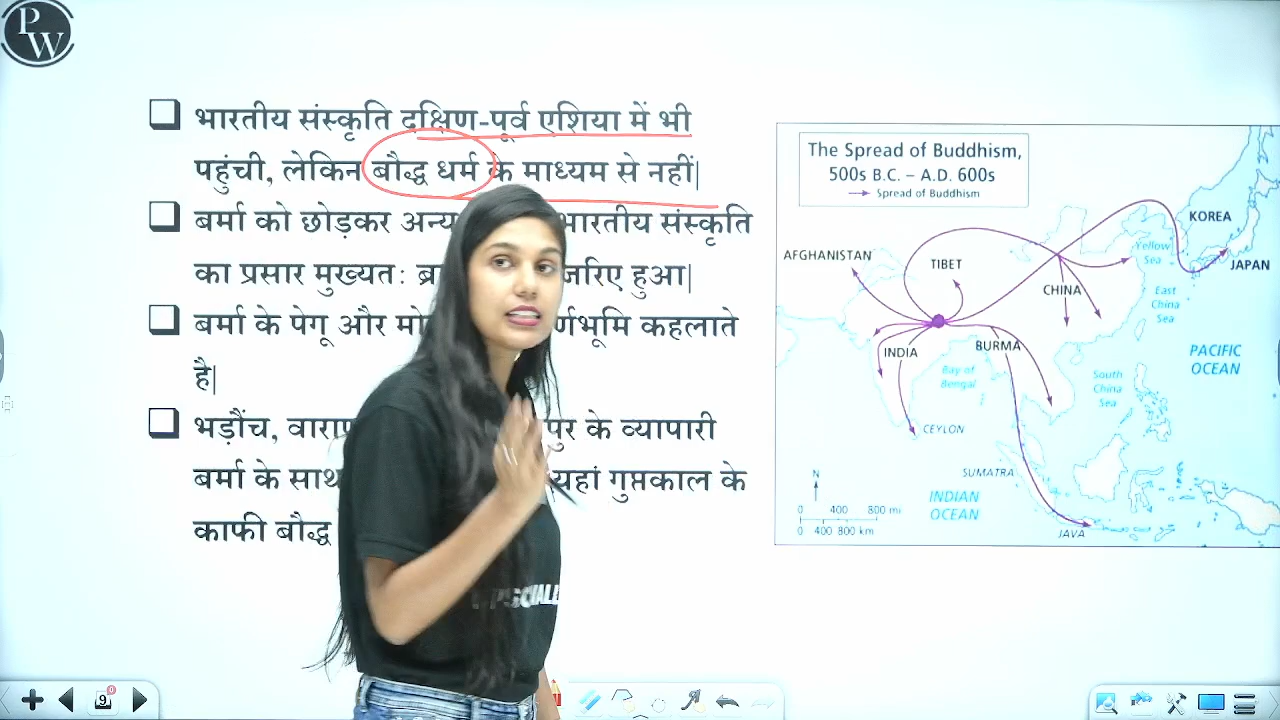 PW
भारतीय संस्कृति दक्षिण-पूर्व एशिया में भी
पहुंची, लेकिन बौद्ध धर्म के माध्यम से नहीं|
बर्मा को छोड़कर अन्य भारतीय संस्कृति
का प्रसार मुख्यतः जरिए हुआ|
बर्मा के पेगू और कहलाते
है|
भड़ौंच, के व्यापारी
बर्मा के यहां गुप्तकाल के
काफी बौद्ध
The Spread of Buddhism,
500s B.C. – A.D. 600s
Spread of Buddhism
AFGHANISTAN
TIBET
CHINA
KOREA
JAPAN
Yellow
Sea
East
China
Sea
INDIA
BURMA
Bay of
Bengal
South
China
Sea
PACIFIC
OCEAN
CEYLON
SUMATRA
INDIAN
OCEAN
JAVA
N
0 400 800 mi
0 400 800 km
9